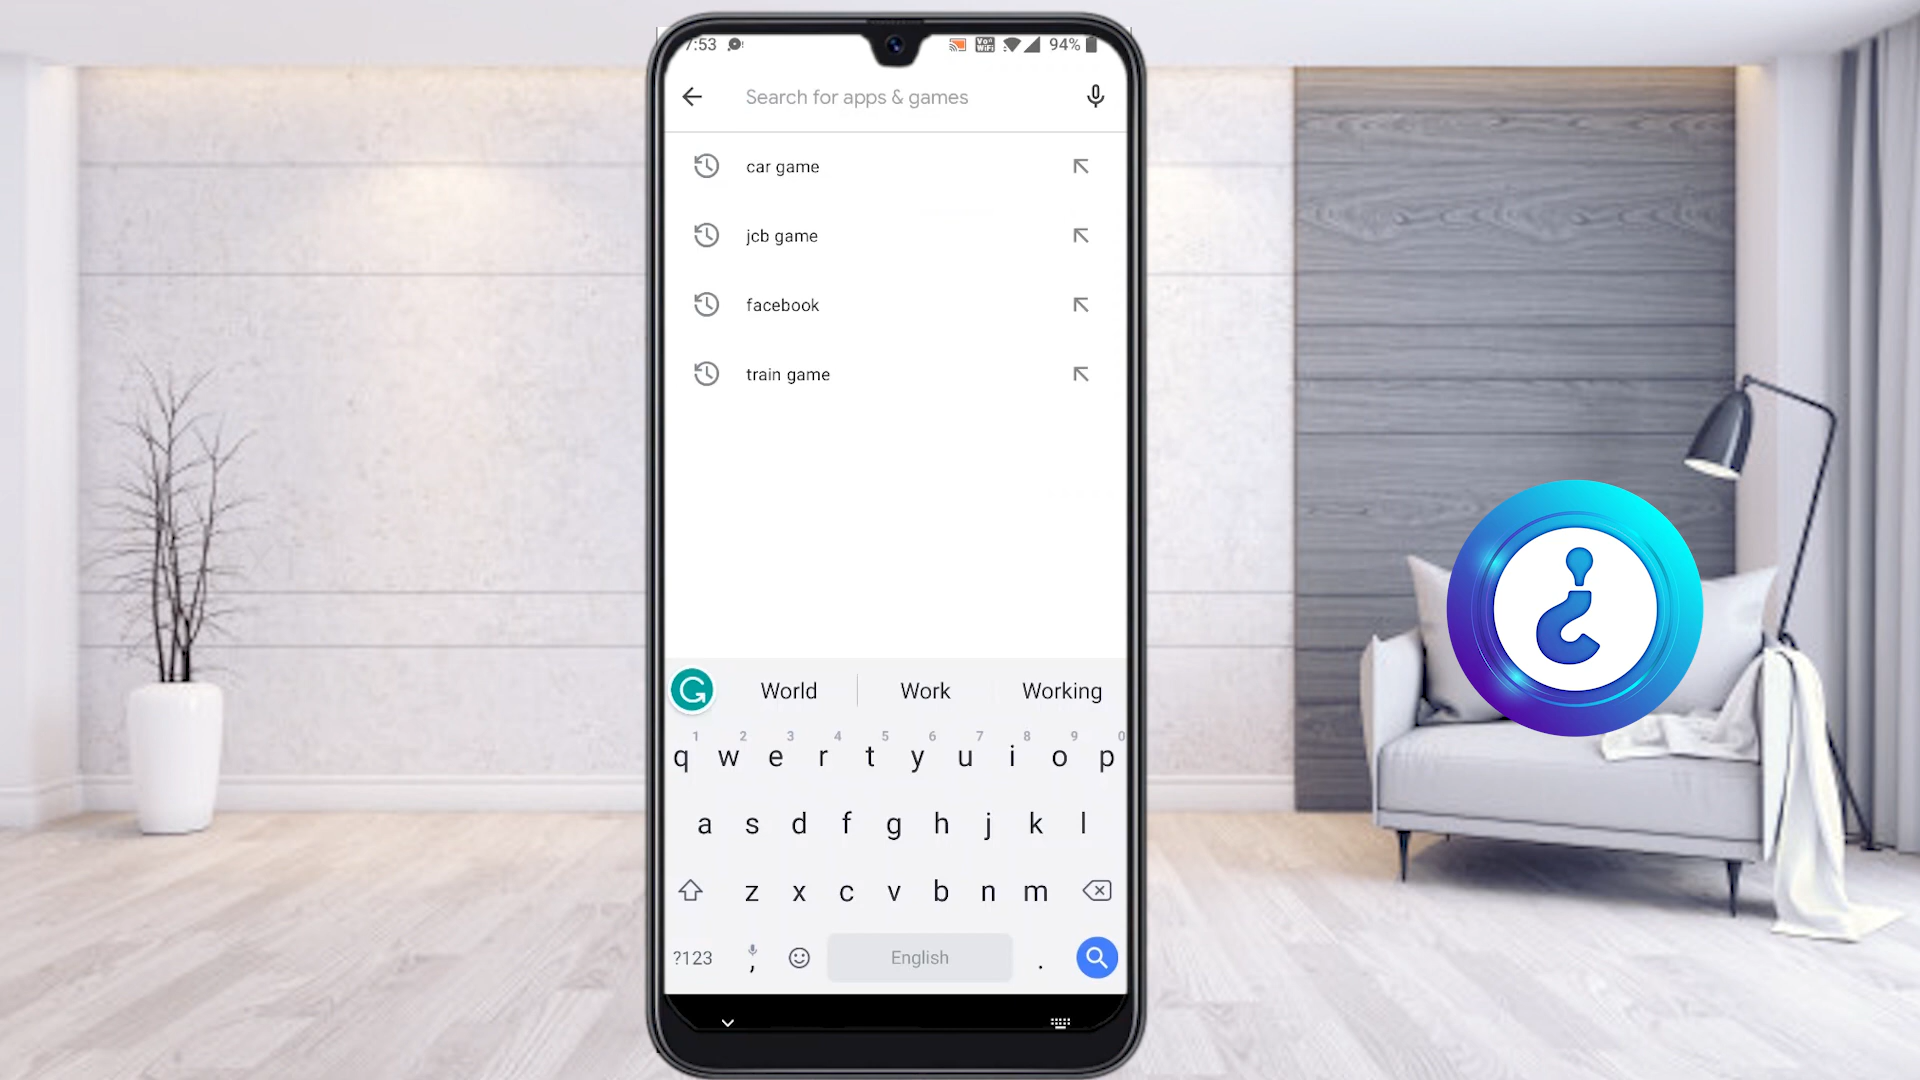 7:53 94%
Search for apps & games
car game
jcb game
facebook
train game
World Work Working
1 2 3 4 5 6 7 8 9 0
q w e r t y u i o p
a s d f g h j k l
z x c v b n m
?123 , English .